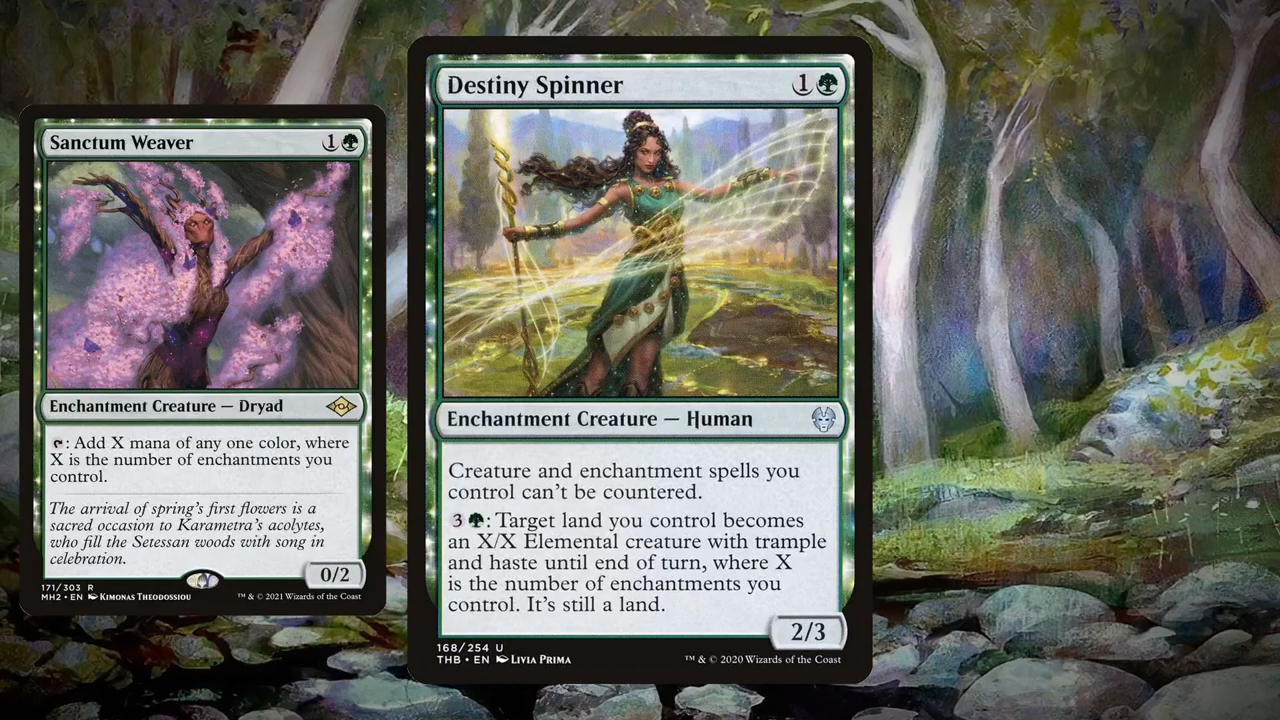 Sanctum Weaver
1
Enchantment Creature — Dryad
: Add X mana of any one color, where
X is the number of enchantments you
control.
The arrival of spring's first flowers is a
sacred occasion to Karametra's acolytes,
who fill the Setessan woods with song in
celebration.
0/2
171/303 R
MH2 • EN Kimonas Theodossiou
™ & © 2021 Wizards of the Coast
Destiny Spinner
1
Enchantment Creature — Human
Creature and enchantment spells you
control can't be countered.
3 : Target land you control becomes
an X/X Elemental creature with trample
and haste until end of turn, where X
is the number of enchantments you
control. It's still a land.
2/3
168/254 U
THB • EN Livia Prima
™ & © 2020 Wizards of the Coast